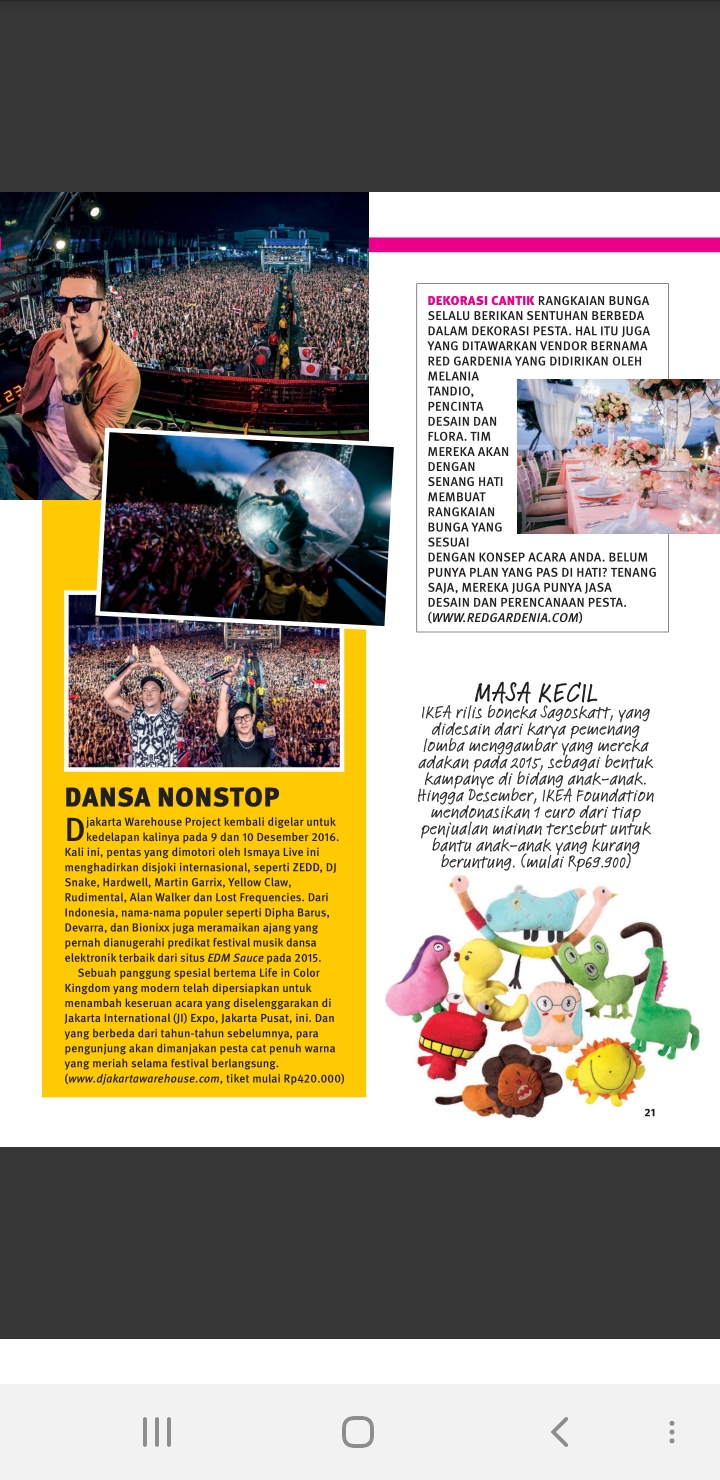 DANSA NONSTOP
Djakarta Warehouse Project kembali digelar untuk
kedelapan kalinya pada 9 dan 10 Desember 2016.
Kali ini, pentas yang dimotori oleh Ismaya Live ini
menghadirkan disjoki internasional, seperti ZEDD, DJ
Snake, Hardwell, Martin Garrix, Yellow Claw,
Rudimental, Alan Walker dan Lost Frequencies. Dari
Indonesia, nama-nama populer seperti Dipha Barus,
Devarra, dan Bionixx juga meramaikan ajang yang
pernah dianugerahi predikat festival musik dansa
elektronik terbaik dari situs EDM Sauce pada 2015.
Sebuah panggung spesial bertema Life in Color
Kingdom yang modern telah dipersiapkan untuk
menambah keseruan acara yang diselenggarakan di
Jakarta International (JI) Expo, Jakarta Pusat, ini. Dan
yang berbeda dari tahun-tahun sebelumnya, para
pengunjung akan dimanjakan pesta cat penuh warna
yang meriah selama festival berlangsung.
(www.djakartawarehouse.com, tiket mulai Rp420.000)
DEKORASI CANTIK RANGKAIAN BUNGA
SELALU BERIKAN SENTUHAN BERBEDA
DALAM DEKORASI PESTA. HAL ITU JUGA
YANG DITAWARKAN VENDOR BERNAMA
RED GARDENIA YANG DIDIRIKAN OLEH
MELANIA
TANDIO,
PENCINTA
DESAIN DAN
FLORA. TIM
MEREKA AKAN
DENGAN
SENANG HATI
MEMBUAT
RANGKAIAN
BUNGA YANG
SESUAI
DENGAN KONSEP ACARA ANDA. BELUM
PUNYA PLAN YANG PAS DI HATI? TENANG
SAJA, MEREKA JUGA PUNYA JASA
DESAIN DAN PERENCANAAN PESTA.
(WWW.REDGARDENIA.COM)
MASA KECIL
IKEA rilis boneka Sagoskatt, yang
didesain dari karya pemenang
lomba menggambar yang mereka
adakan pada 2015, sebagai bentuk
kampanye di bidang anak-anak.
Hingga Desember, IKEA Foundation
mendonasikan 1 euro dari tiap
penjualan mainan tersebut untuk
bantu anak-anak yang kurang
beruntung. (mulai Rp69.900)
21